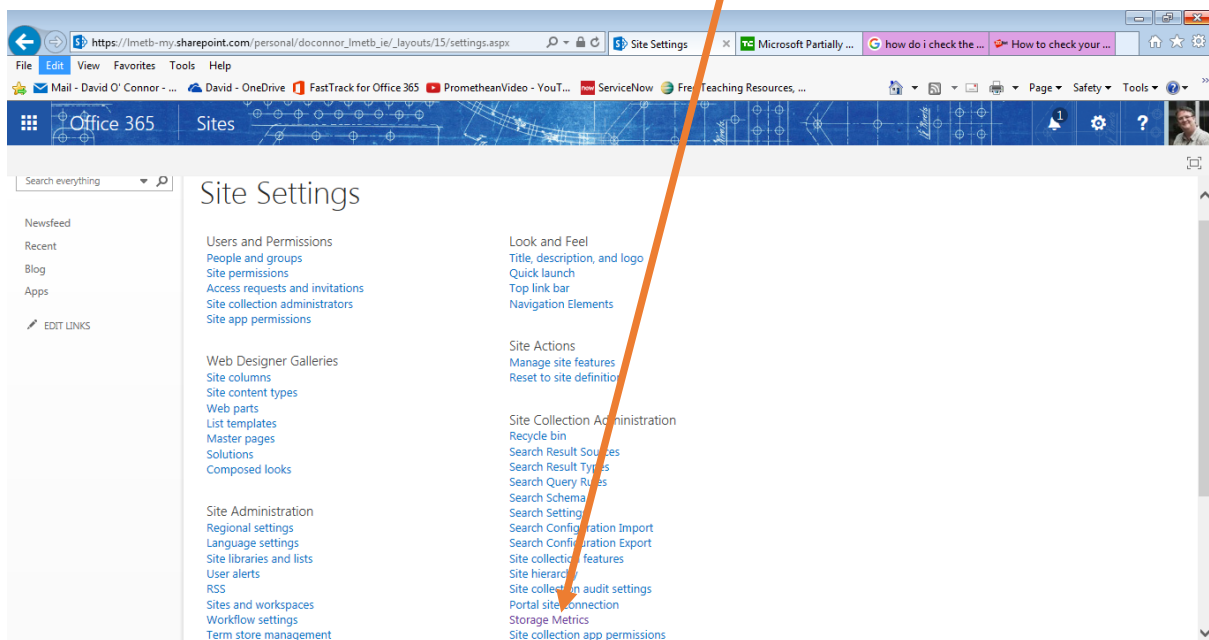 https://lmetb-my.sharepoint.com/personal/doconnor_lmetb_ie/_layouts/15/settings.aspx
Site Settings
Microsoft Partially ...
how do i check the ...
How to check your ...
File Edit View Favorites Tools Help
Mail - David O' Connor - ... David - OneDrive FastTrack for Office 365 PrometheanVideo - YouT... now ServiceNow Free Teaching Resources, ... Page Safety Tools
Office 365 Sites 1 ?
Search everything
Site Settings
Newsfeed
Recent
Blog
Apps
EDIT LINKS
Users and Permissions
People and groups
Site permissions
Access requests and invitations
Site collection administrators
Site app permissions
Web Designer Galleries
Site columns
Site content types
Web parts
List templates
Master pages
Solutions
Composed looks
Site Administration
Regional settings
Language settings
Site libraries and lists
User alerts
RSS
Sites and workspaces
Workflow settings
Term store management
Look and Feel
Title, description, and logo
Quick launch
Top link bar
Navigation Elements
Site Actions
Manage site features
Reset to site definition
Site Collection Administration
Recycle bin
Search Result Sources
Search Result Types
Search Query Rules
Search Schema
Search Settings
Search Configuration Import
Search Configuration Export
Site collection features
Site hierarchy
Site collection audit settings
Portal site connection
Storage Metrics
Site collection app permissions